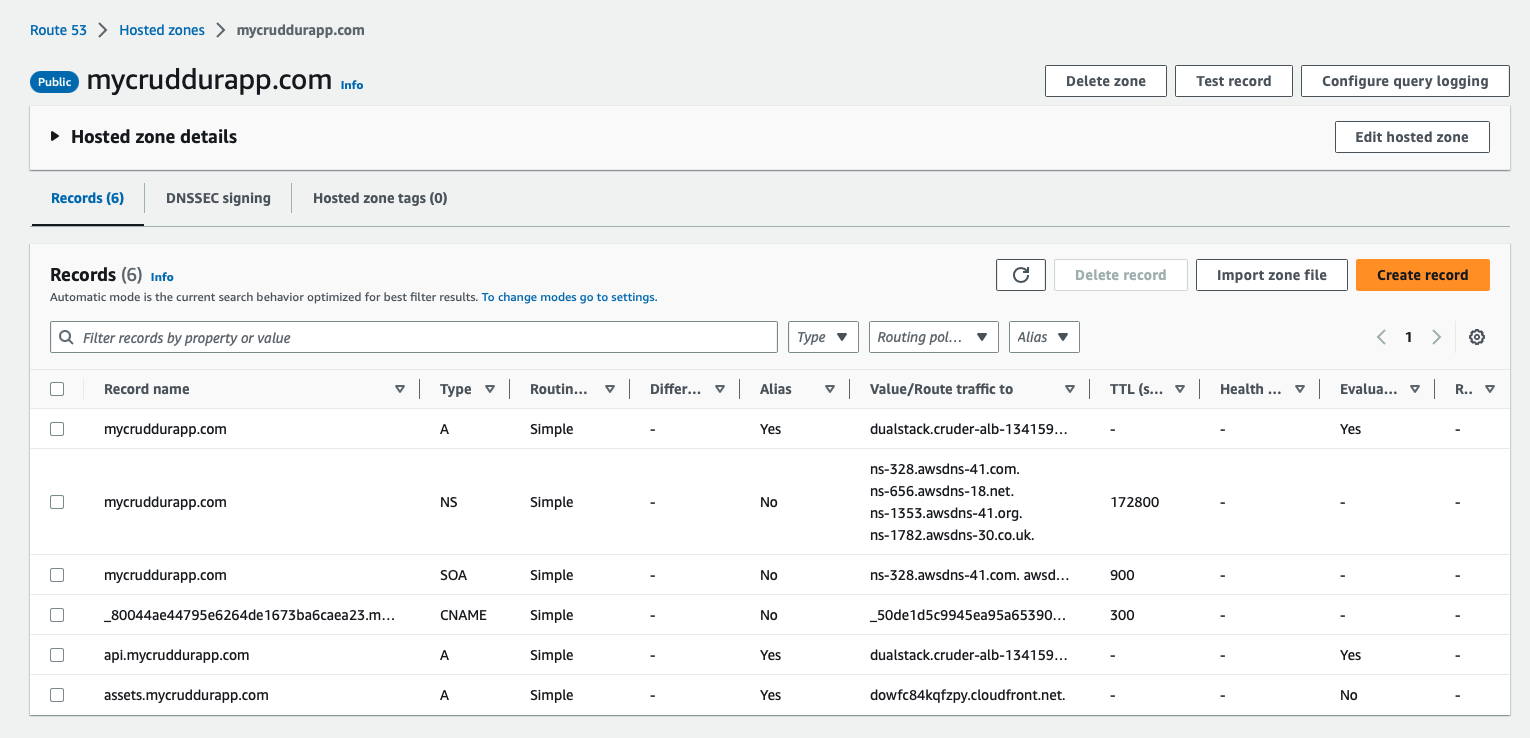 Route 53 > Hosted zones > mycruddurapp.com
Public mycruddurapp.com Info
Delete zone Test record Configure query logging
Hosted zone details Edit hosted zone
Records (6) DNSSEC signing Hosted zone tags (0)
Records (6) Info
Delete record Import zone file Create record
Automatic mode is the current search behavior optimized for best filter results. To change modes go to settings.
Filter records by property or value Type Routing pol... Alias 1
Record name Type Routin... Differ... Alias Value/Route traffic to TTL (s... Health ... Evalua... R..
mycruddurapp.com A Simple - Yes dualstack.cruder-alb-134159... - - Yes -
ns-328.awsdns-41.com.
ns-656.awsdns-18.net.
mycruddurapp.com NS Simple - No 172800 - - -
ns-1353.awsdns-41.org.
ns-1782.awsdns-30.co.uk.
mycruddurapp.com SOA Simple - No ns-328.awsdns-41.com. awsd... 900 - - -
_80044ae44795e6264de1673ba6caea23.m... CNAME Simple - No _50de1d5c9945ea95a65390... 300 - - -
api.mycruddurapp.com A Simple - Yes dualstack.cruder-alb-134159... - - Yes -
assets.mycruddurapp.com A Simple - Yes dowfc84kqfzpy.cloudfront.net. - - No -